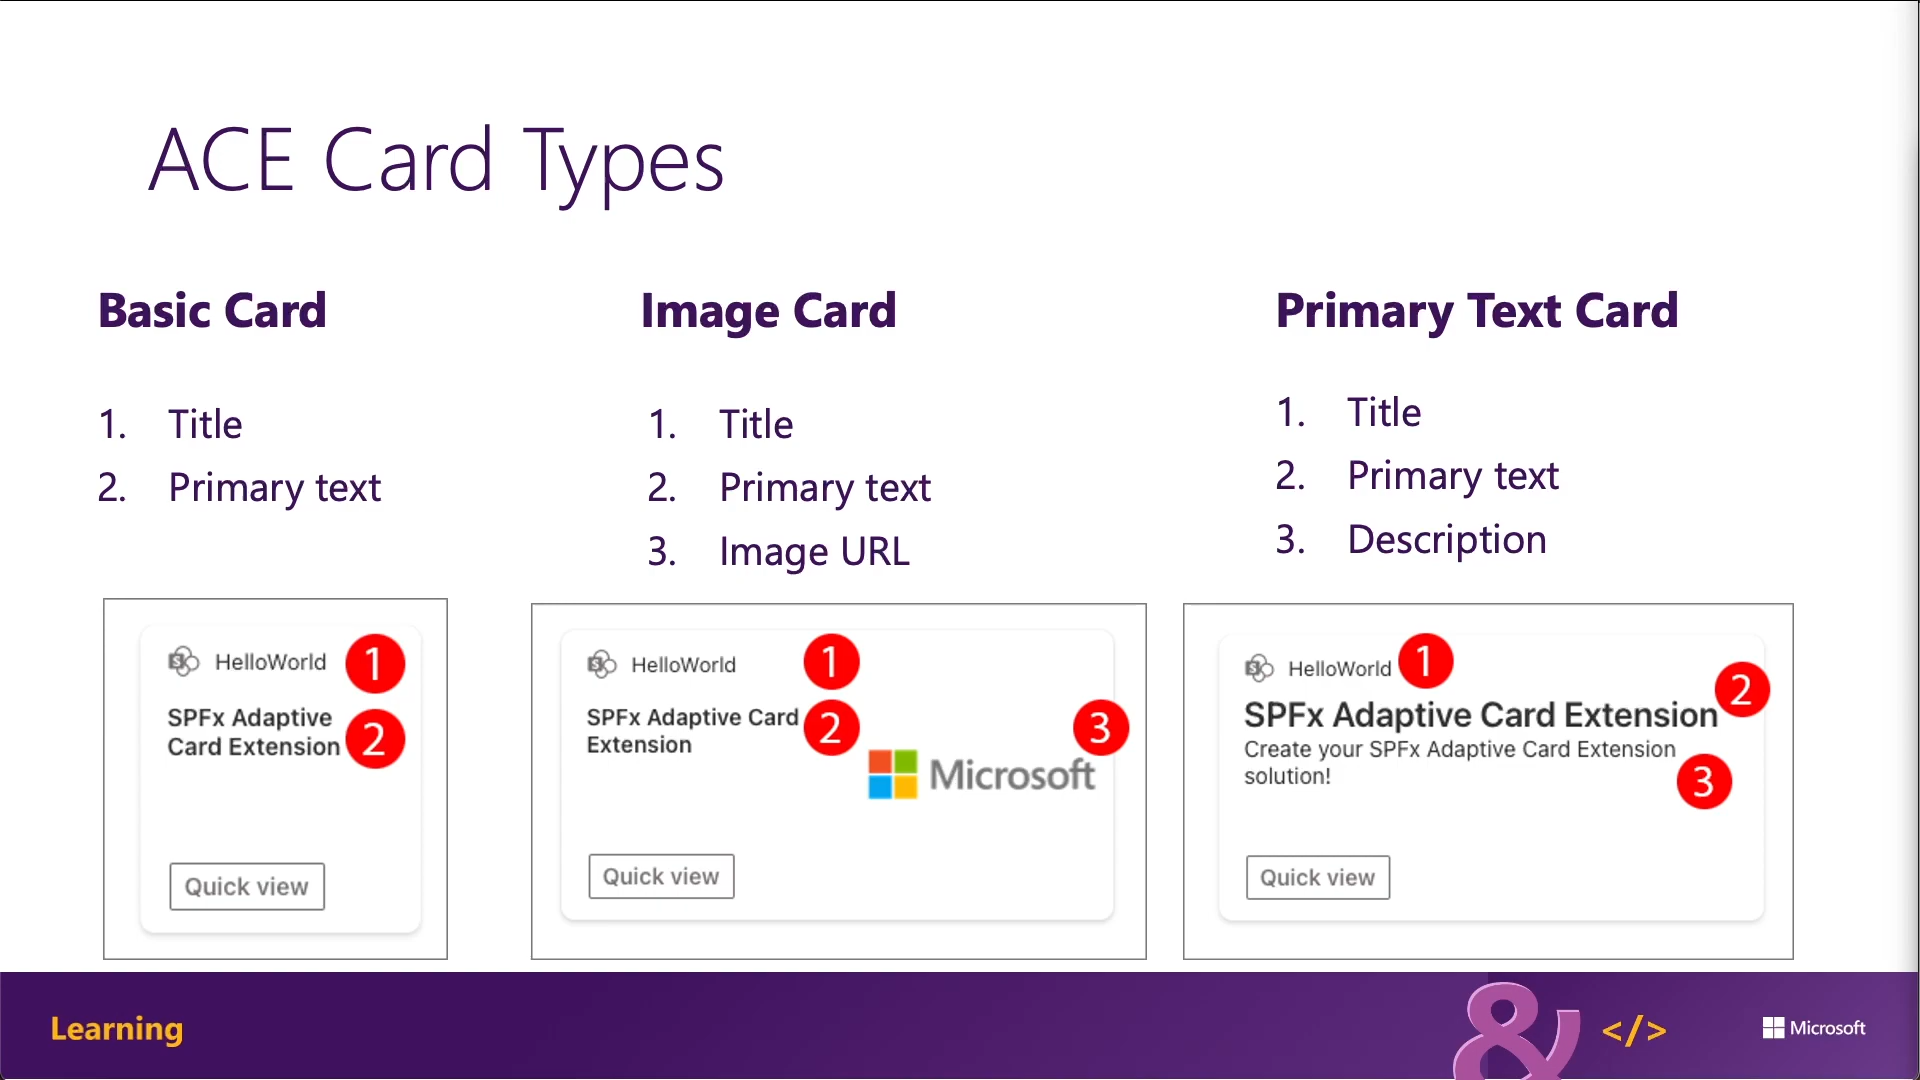 ACE Card Types
Basic Card
1. Title
2. Primary text
HelloWorld 1
SPFx Adaptive
Card Extension 2
Quick view
Image Card
1. Title
2. Primary text
3. Image URL
HelloWorld 1
SPFx Adaptive Card 2
Extension
3
Microsoft
Quick view
Primary Text Card
1. Title
2. Primary text
3. Description
HelloWorld 1
2
SPFx Adaptive Card Extension
Create your SPFx Adaptive Card Extension
solution! 3
Quick view
Learning
& </>
Microsoft